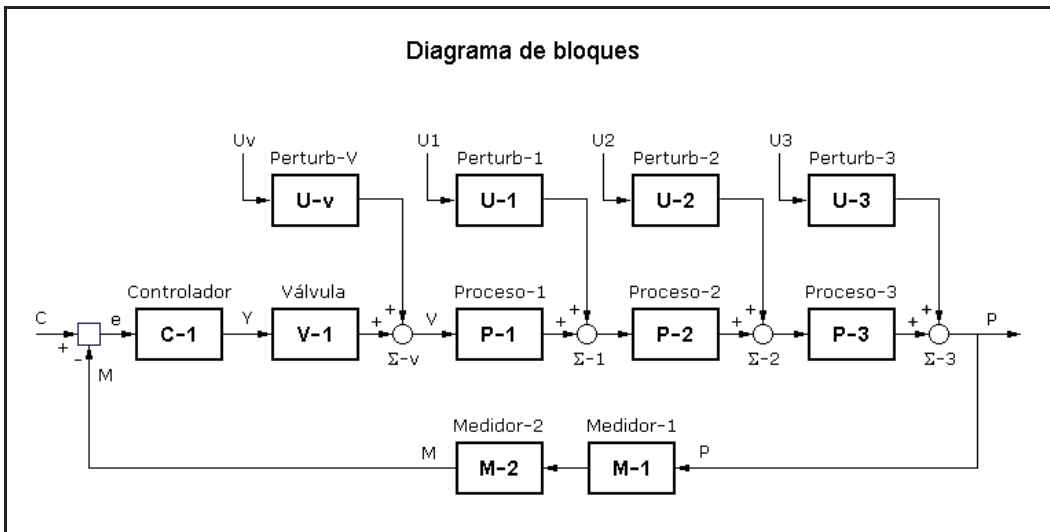 Diagrama de bloques
Uv U1 U2 U3
Perturb-V Perturb-1 Perturb-2 Perturb-3
U-v U-1 U-2 U-3
Controlador Válvula Proceso-1 Proceso-2 Proceso-3
+ + + +
C e Y + V + + + P
C-1 V-1 P-1 P-2 P-3
+ - Σ-v Σ-1 Σ-2 Σ-3
M
Medidor-2 Medidor-1
M P
M-2 M-1